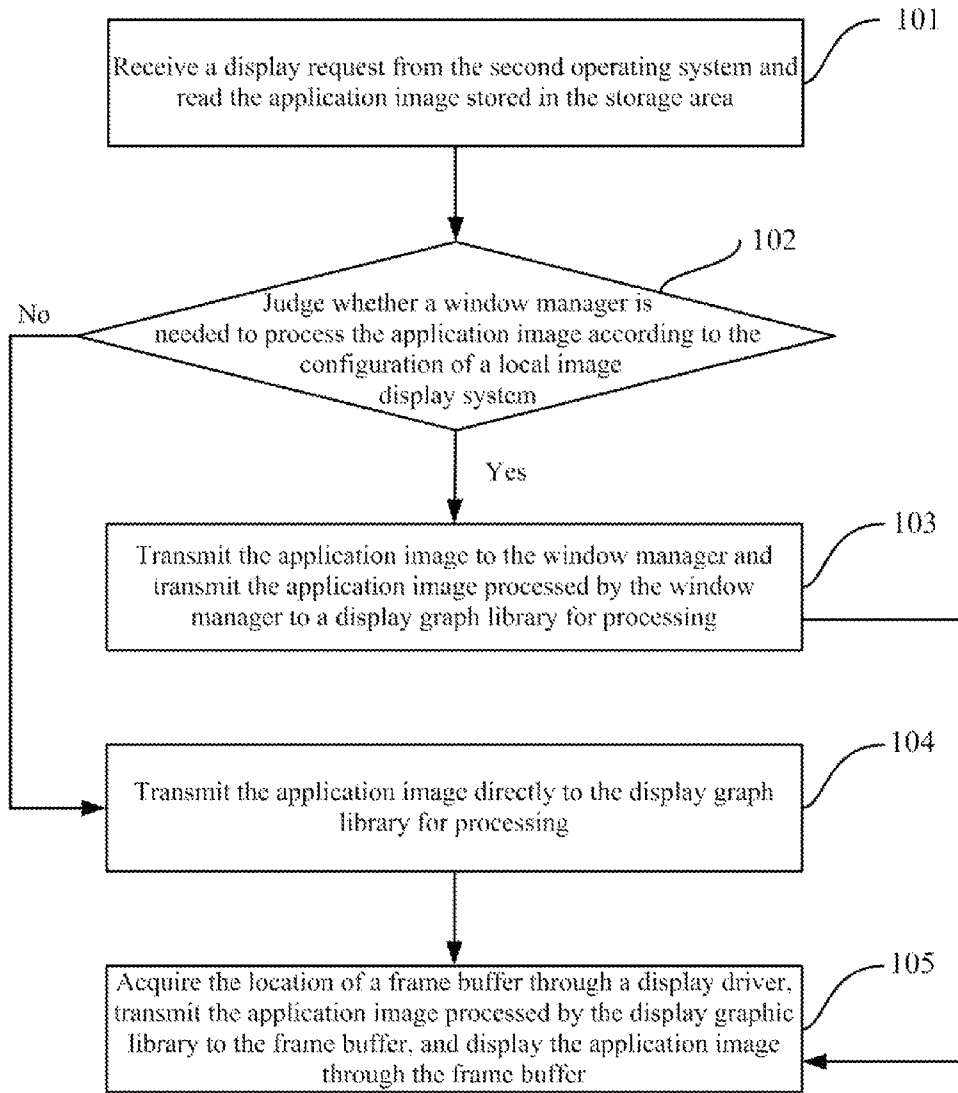 101
Receive a display request from the second operating system and
read the application image stored in the storage area
102
No
Judge whether a window manager is
needed to process the application image according to the
configuration of a local image
display system
Yes
103
Transmit the application image to the window manager and
transmit the application image processed by the window
manager to a display graph library for processing
104
Transmit the application image directly to the display graph
library for processing
105
Acquire the location of a frame buffer through a display driver,
transmit the application image processed by the display graphic
library to the frame buffer, and display the application image
through the frame buffer